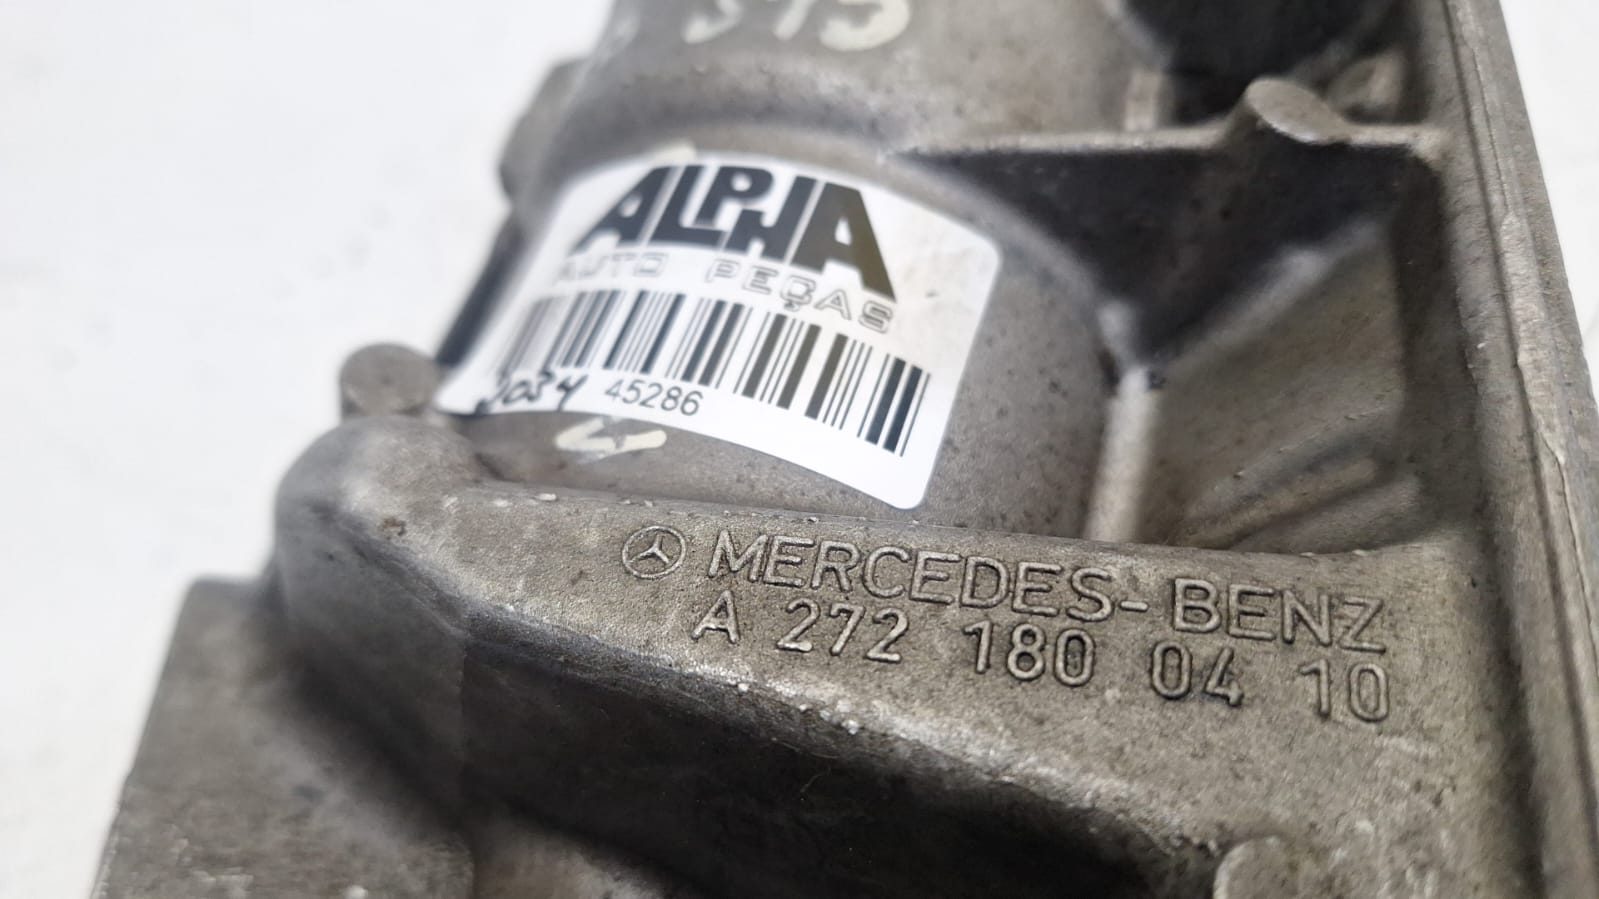 ALPHA
AUTO PEÇAS
2034 45286
MERCEDES-BENZ
A 272 180 04 10